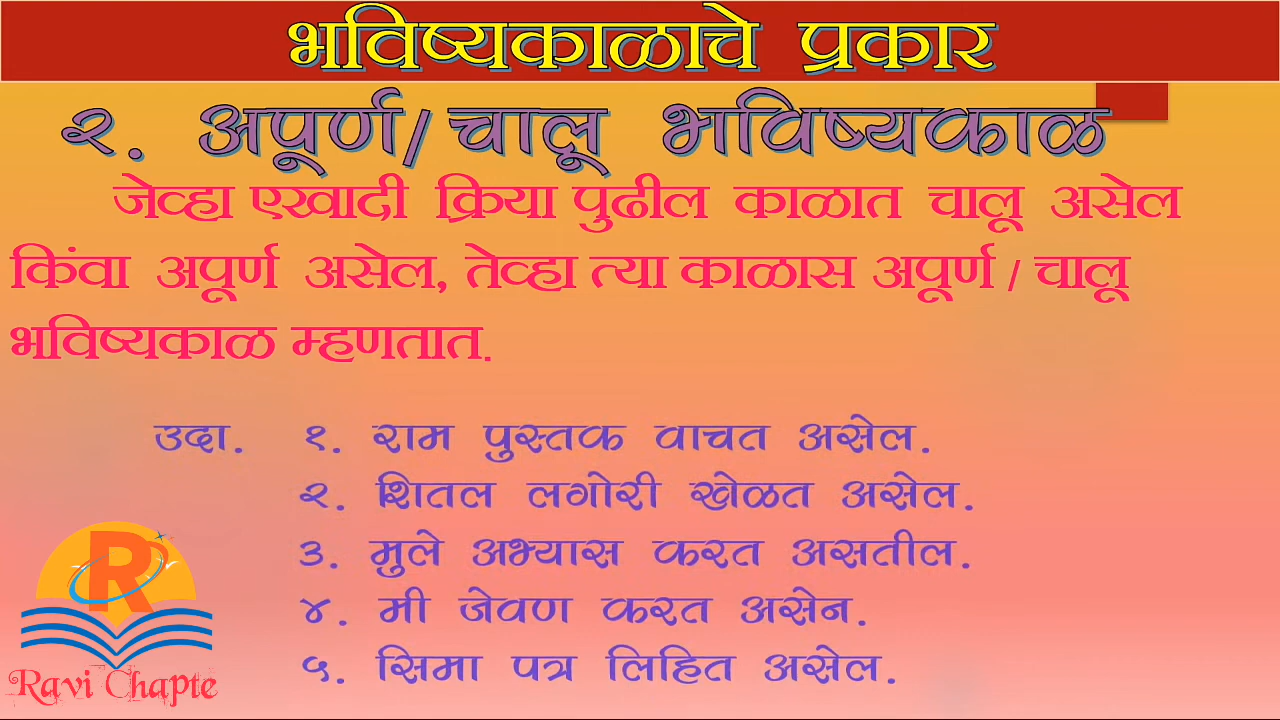 भविष्यकाळाचे प्रकार
२. अपूर्ण/ चालू भविष्यकाळ
जेव्हा एखादी क्रिया पुढील काळात चालू असेल
किंवा अपूर्ण असेल, तेव्हा त्या काळास अपूर्ण / चालू
भविष्यकाळ म्हणतात.
उदा. १. राम पुस्तक वाचत असेल.
२. शितल लगोरी खेळत असेल.
३. मुले अभ्यास करत असतील.
४. मी जेवण करत असेन.
५. सिमा पत्र लिहित असेल.
R
Ravi Chapte